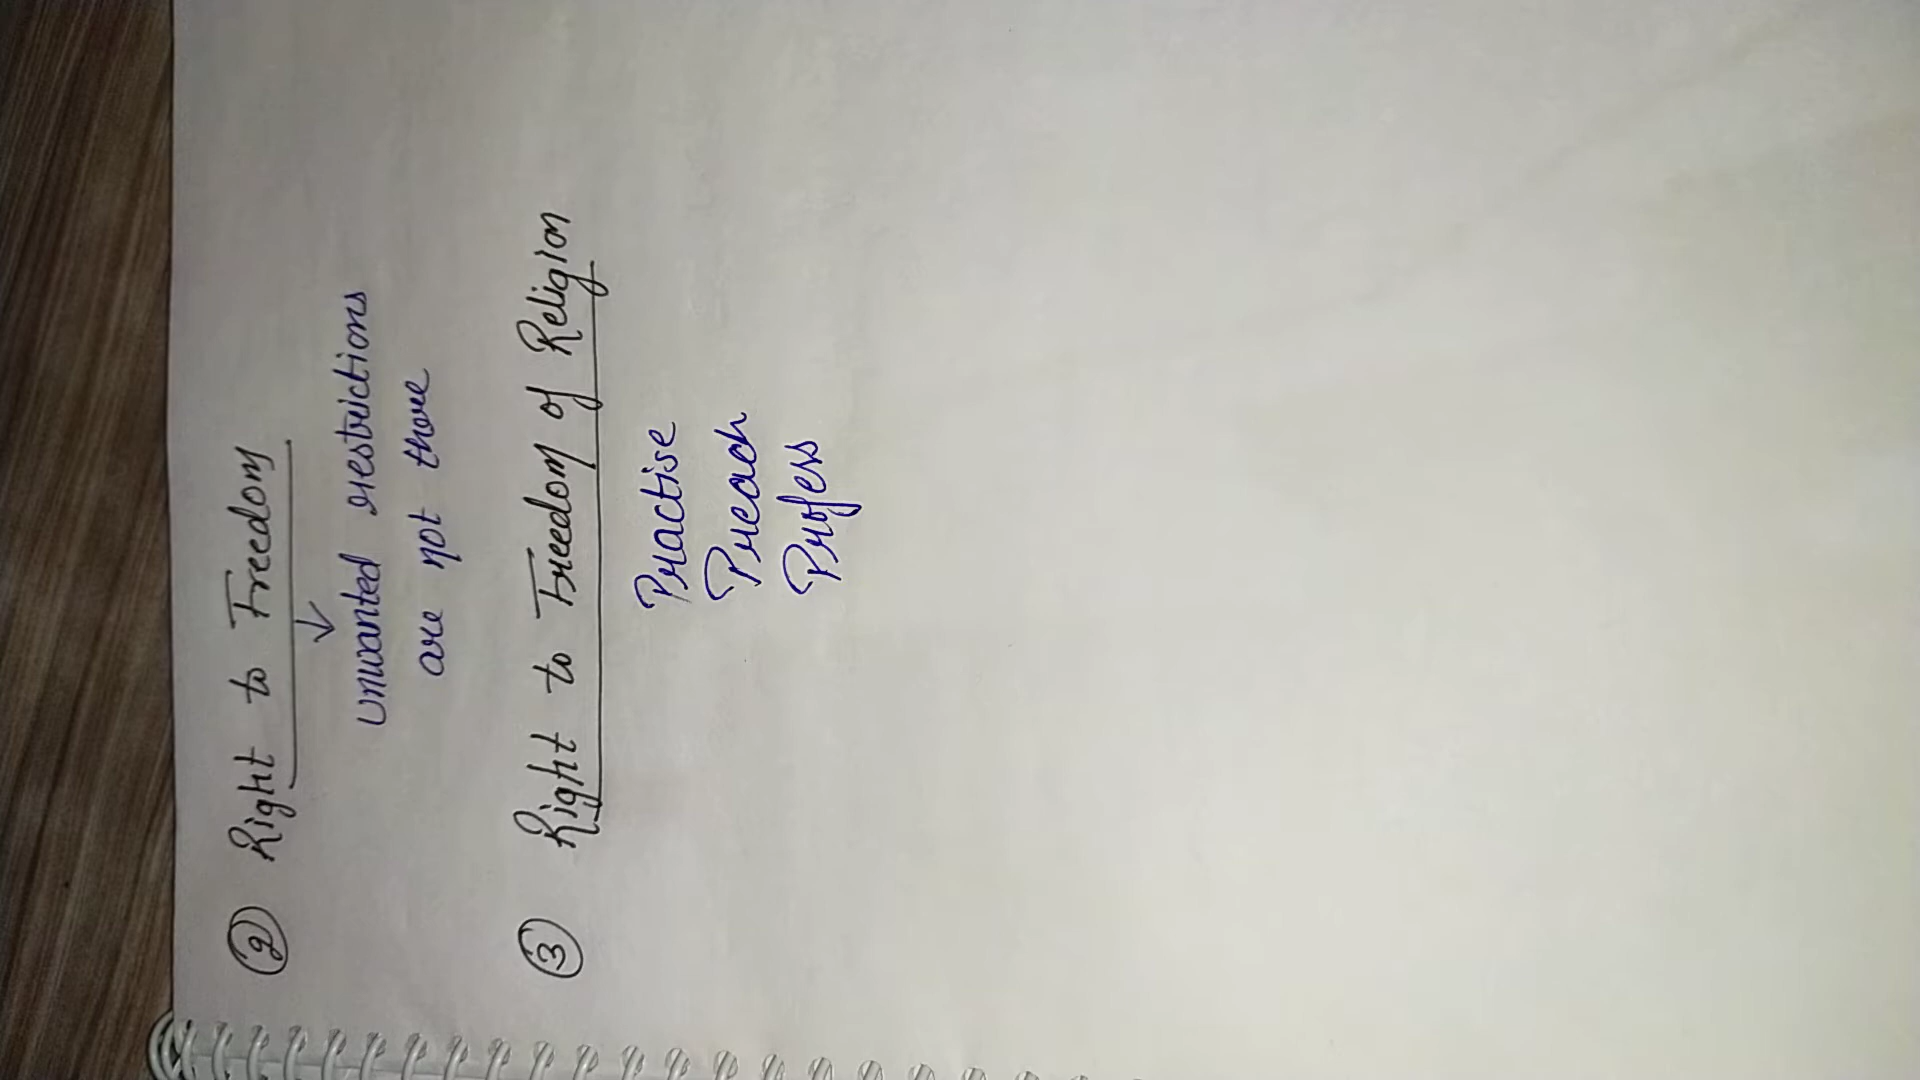 ② Right to Freedom
↓
unwanted restrictions
are not there
③ Right to Freedom of Religion
Practise
Preach
Profess